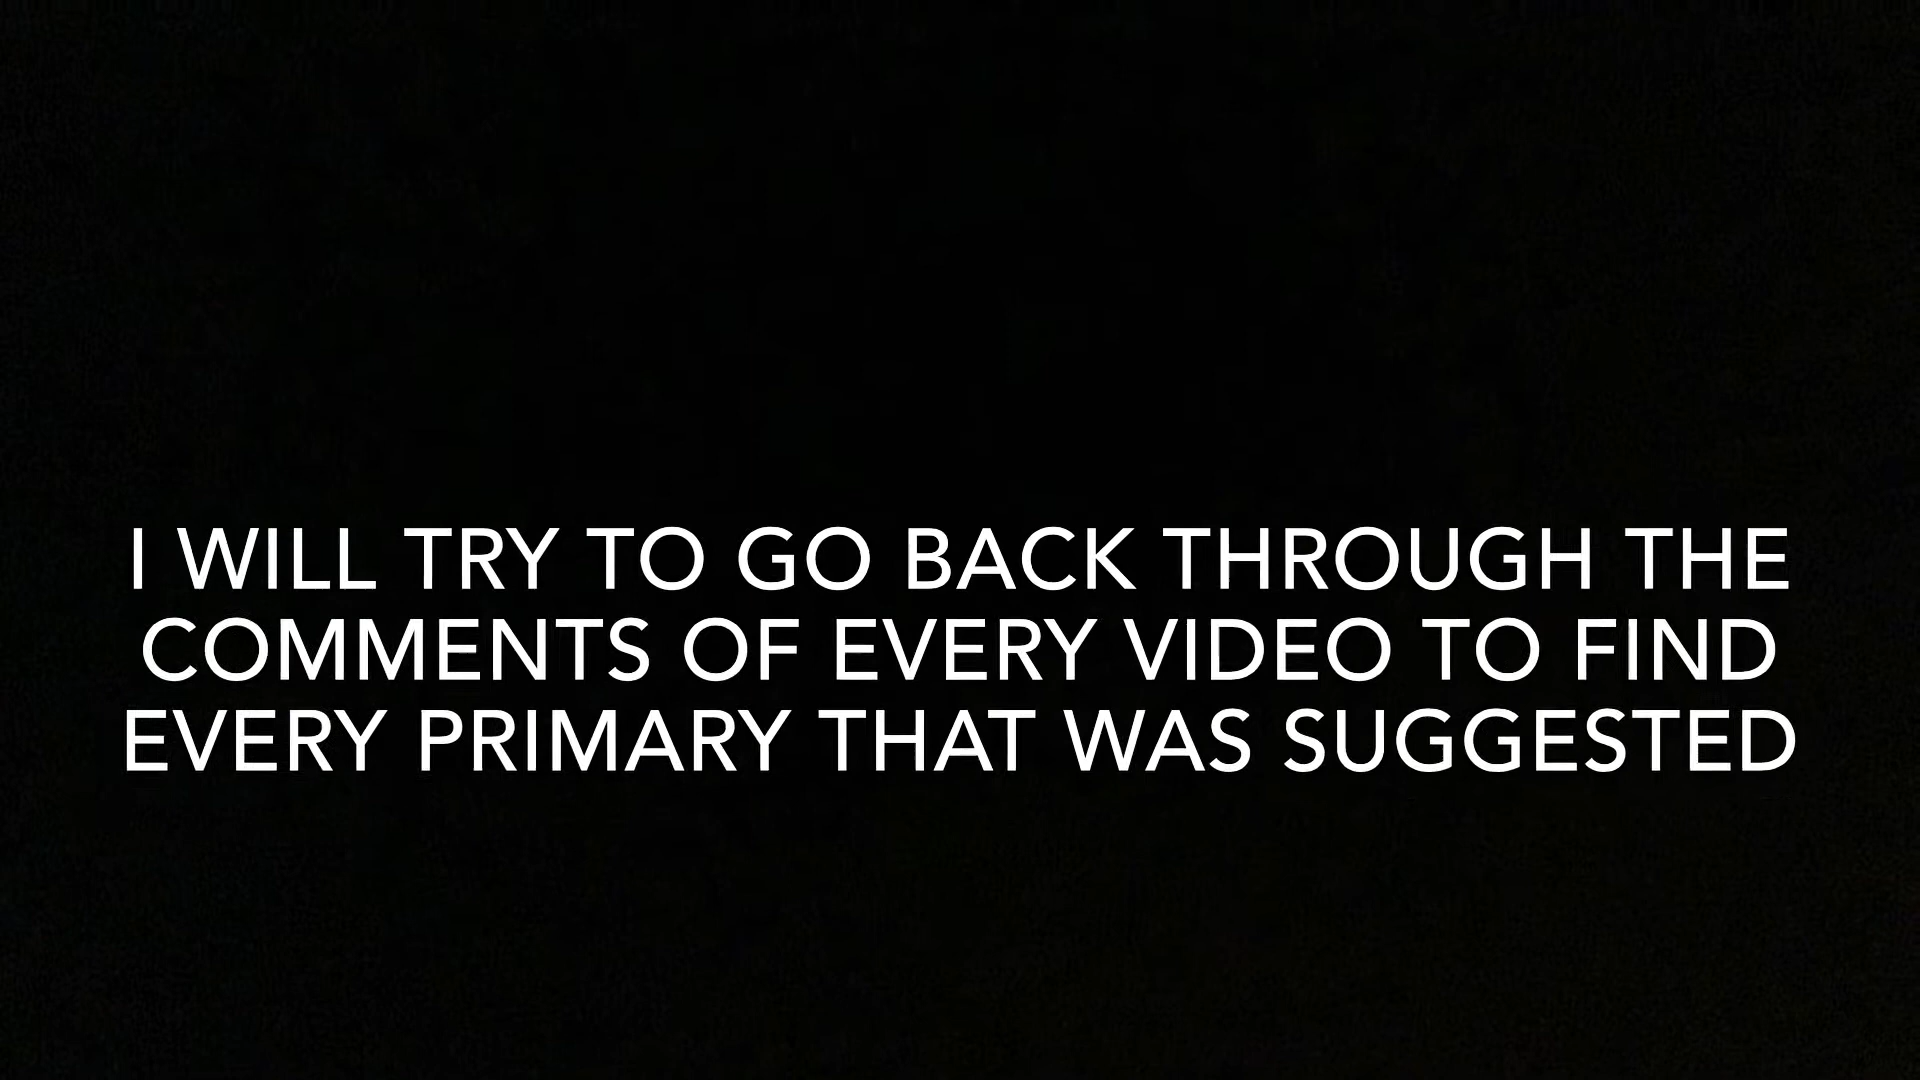 I WILL TRY TO GO BACK THROUGH THE
COMMENTS OF EVERY VIDEO TO FIND
EVERY PRIMARY THAT WAS SUGGESTED